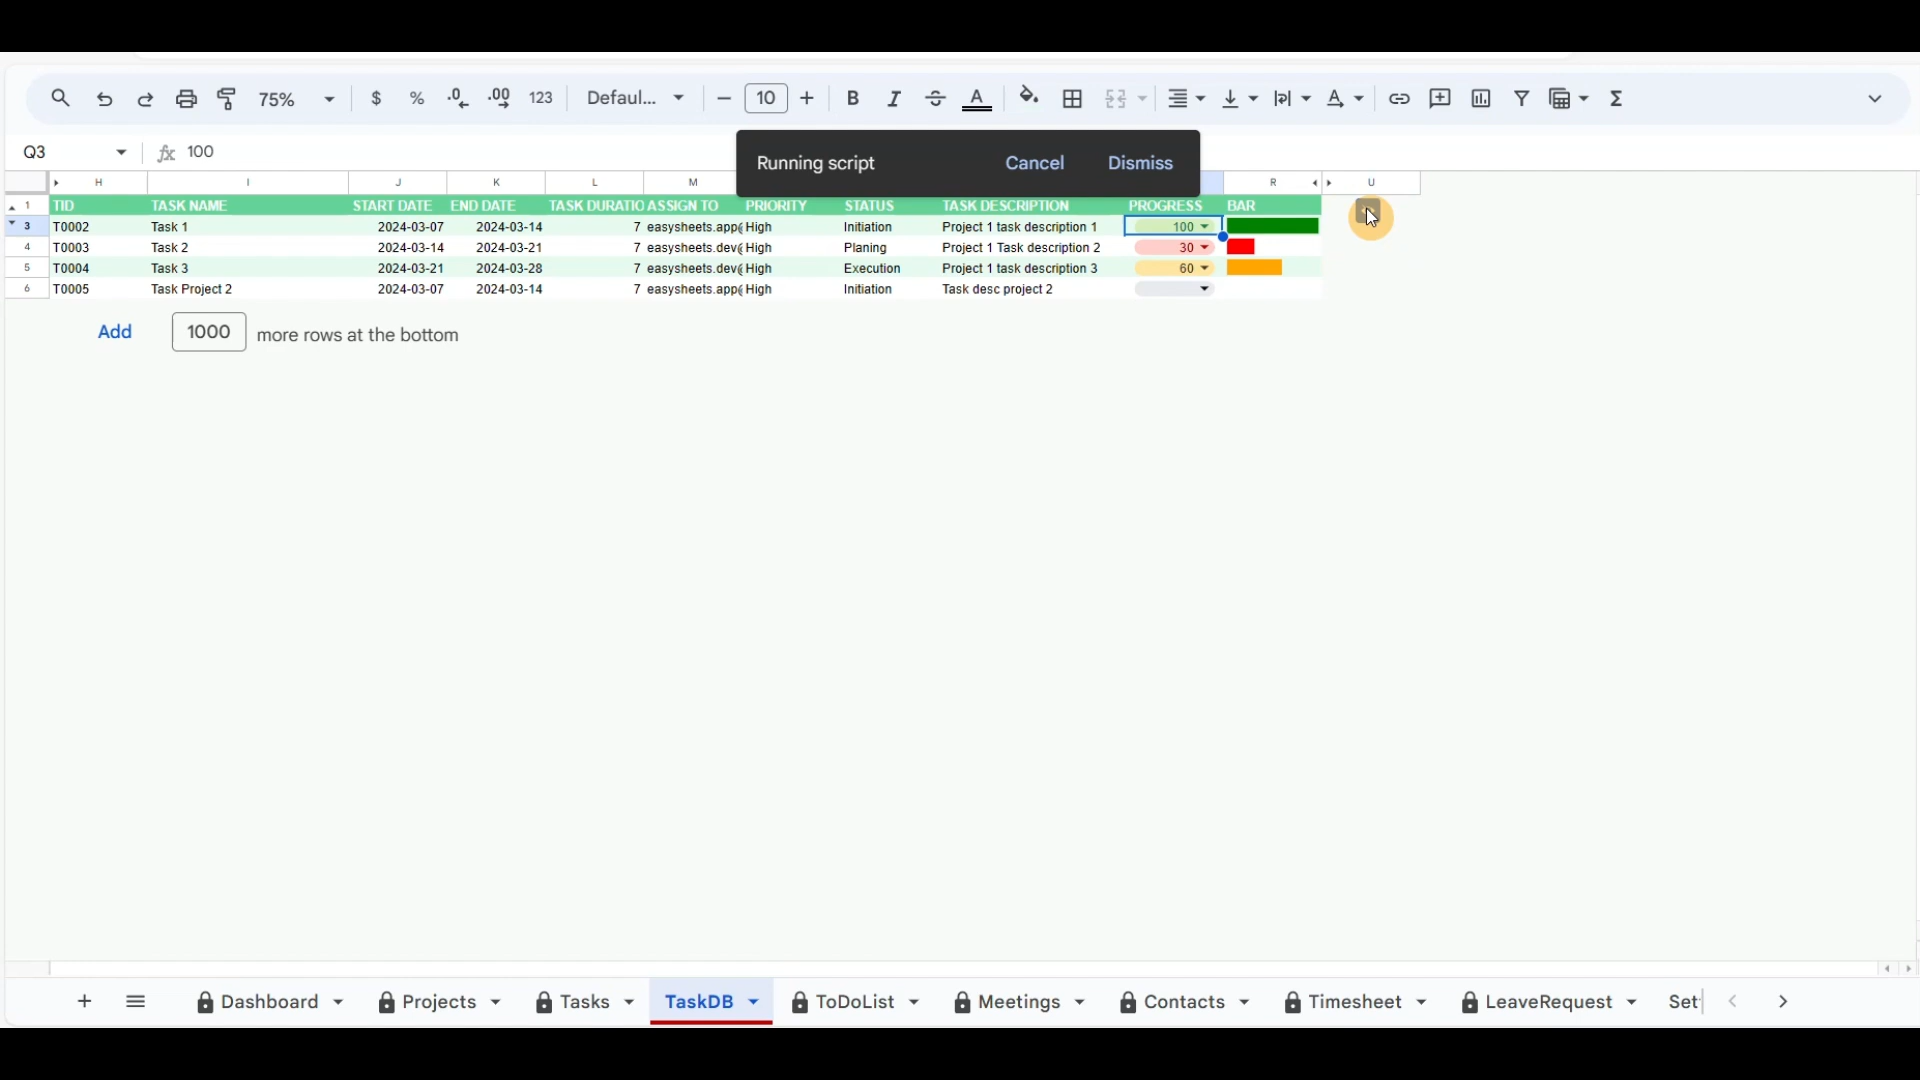 75% $ % .0 .00 123 Defaul... 10 B I S A Σ
Q3 fx 100
Running script Cancel Dismiss
H I J K L M R U
1 TID TASK NAME START DATE END DATE TASK DURATIO ASSIGN TO PRIORITY STATUS TASK DESCRIPTION PROGRESS BAR
3 T0002 Task 1 2024-03-07 2024-03-14 7 easysheets.app High Initiation Project 1 task description 1 100
4 T0003 Task 2 2024-03-14 2024-03-21 7 easysheets.dev High Planing Project 1 Task description 2 30
5 T0004 Task 3 2024-03-21 2024-03-28 7 easysheets.dev High Execution Project 1 task description 3 60
6 T0005 Task Project 2 2024-03-07 2024-03-14 7 easysheets.app High Initiation Task desc project 2
Add 1000 more rows at the bottom
Dashboard Projects Tasks TaskDB ToDoList Meetings Contacts Timesheet LeaveRequest Set